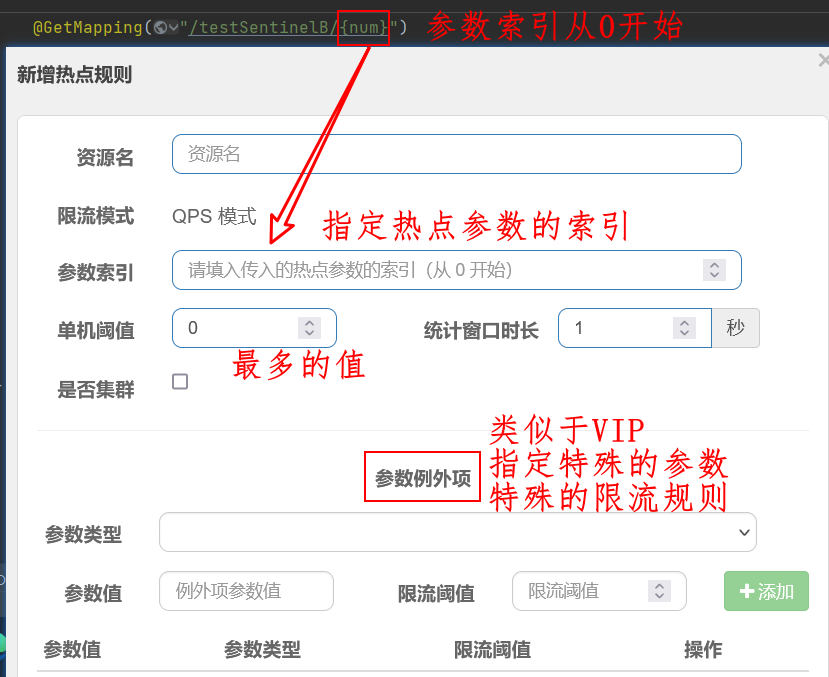 @GetMapping("/testSentinelB/{num}") 参数索引从0开始
新增热点规则
资源名 资源名
限流模式 QPS 模式 指定热点参数的索引
参数索引 请填入传入的热点参数的索引（从 0 开始）
单机阈值 0 统计窗口时长 1 秒
最多的值
是否集群
类似于VIP
参数例外项 指定特殊的参数
特殊的限流规则
参数类型
参数值 例外项参数值 限流阈值 限流阈值 添加
参数值 参数类型 限流阈值 操作